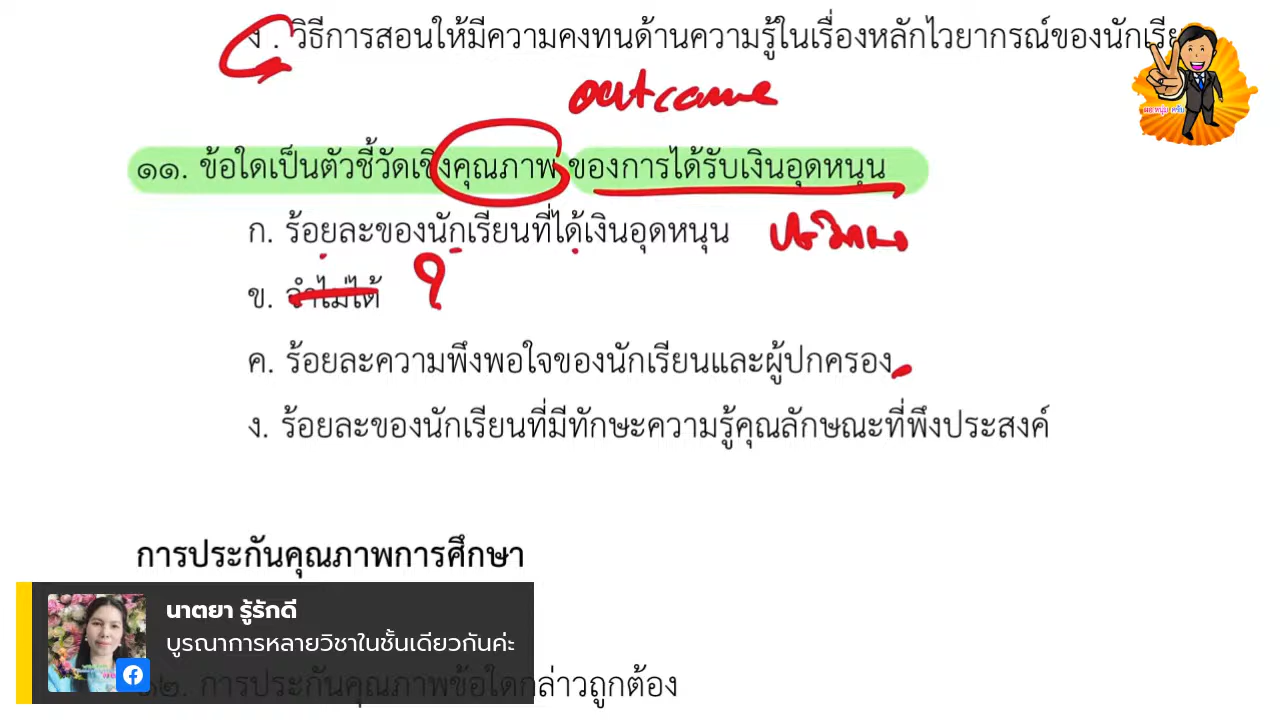 ง . วิธีการสอนให้มีความคงทนด้านความรู้ในเรื่องหลักไวยากรณ์ของนักเรีย
outcome
๑๑. ข้อใดเป็นตัวชี้วัดเชิงคุณภาพ ของการได้รับเงินอุดหนุน
ก. ร้อยละของนักเรียนที่ได้เงินอุดหนุน
ข. จำไม่ได้ ?
ค. ร้อยละความพึงพอใจของนักเรียนและผู้ปกครอง
ง. ร้อยละของนักเรียนที่มีทักษะความรู้คุณลักษณะที่พึงประสงค์
การประกันคุณภาพการศึกษา
นาตยา รู้รักดี
บูรณาการหลายวิชาในชั้นเดียวกันค่ะ
๑๒. การประกันคุณภาพข้อใดกล่าวถูกต้อง